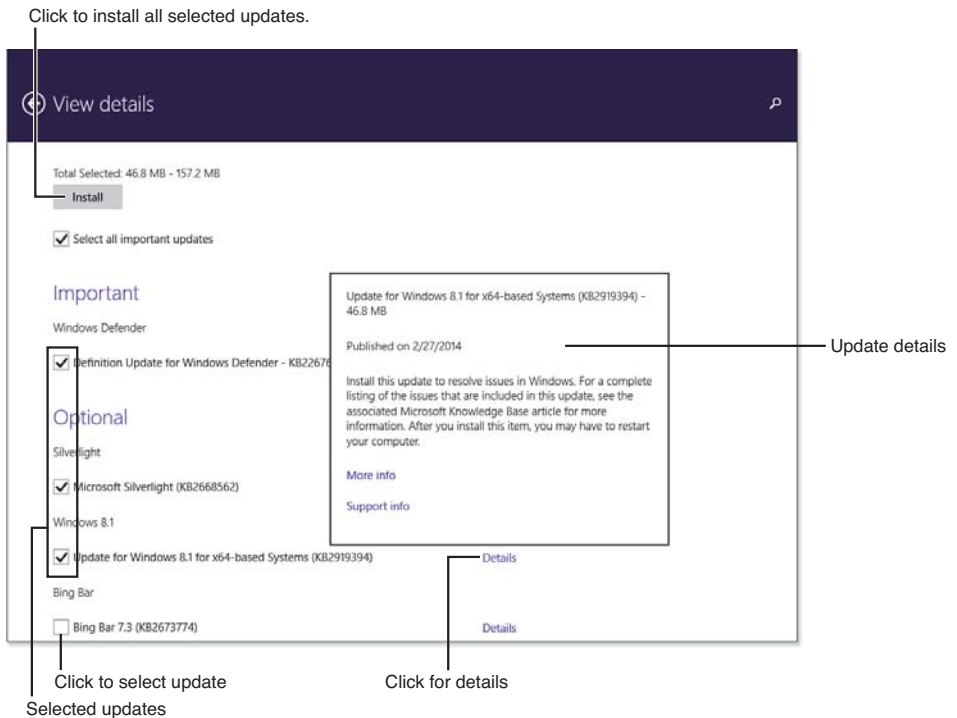 Click to install all selected updates.
View details
Total Selected: 46.8 MB - 157.2 MB
Install
Select all important updates
Important
Windows Defender
Definition Update for Windows Defender - KB22676
Optional
Silverlight
Microsoft Silverlight (KB2668562)
Windows 8.1
Update for Windows 8.1 for x64-based Systems (KB2919394)
Details
Bing Bar
Bing Bar 7.3 (KB2673774)
Details
Update for Windows 8.1 for x64-based Systems (KB2919394) -
46.8 MB
Published on 2/27/2014
Install this update to resolve issues in Windows. For a complete
listing of the issues that are included in this update, see the
associated Microsoft Knowledge Base article for more
information. After you install this item, you may have to restart
your computer.
More info
Support info
Update details
Click to select update
Click for details
Selected updates